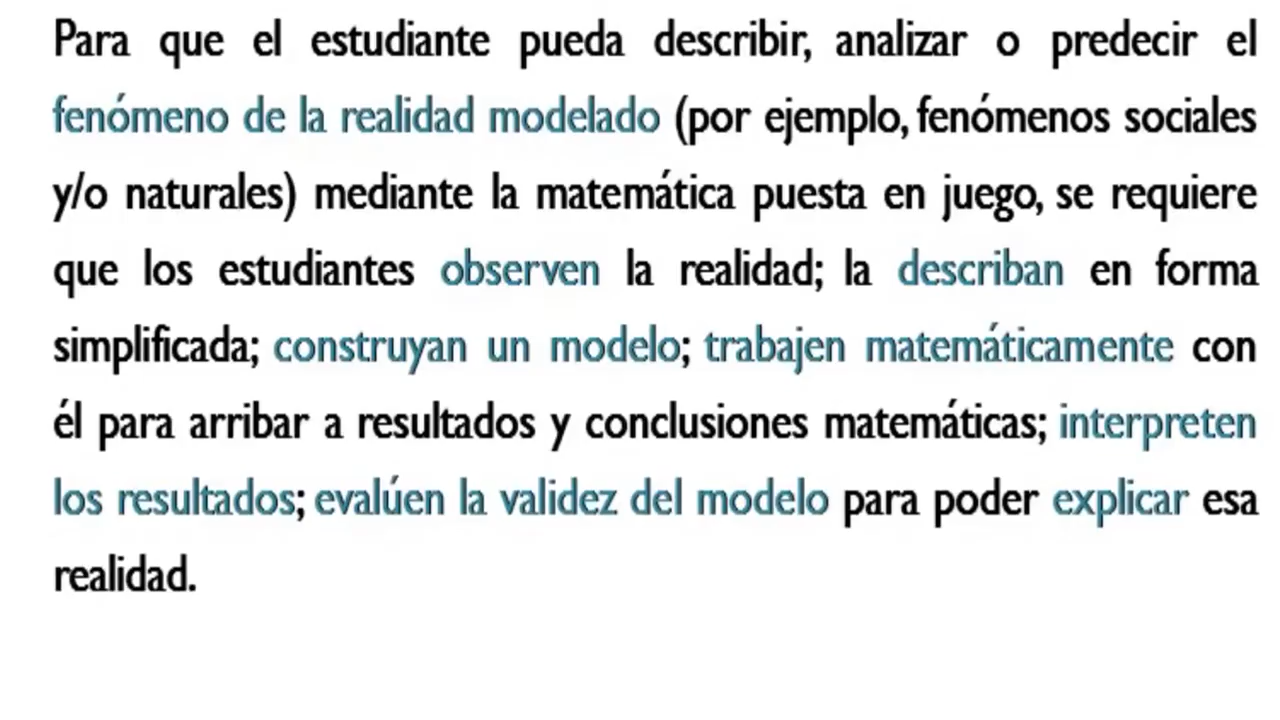 Para que el estudiante pueda describir, analizar o predecir el
fenómeno de la realidad modelado (por ejemplo, fenómenos sociales
y/o naturales) mediante la matemática puesta en juego, se requiere
que los estudiantes observen la realidad; la describan en forma
simplificada; construyan un modelo; trabajen matemáticamente con
él para arribar a resultados y conclusiones matemáticas; interpreten
los resultados; evalúen la validez del modelo para poder explicar esa
realidad.